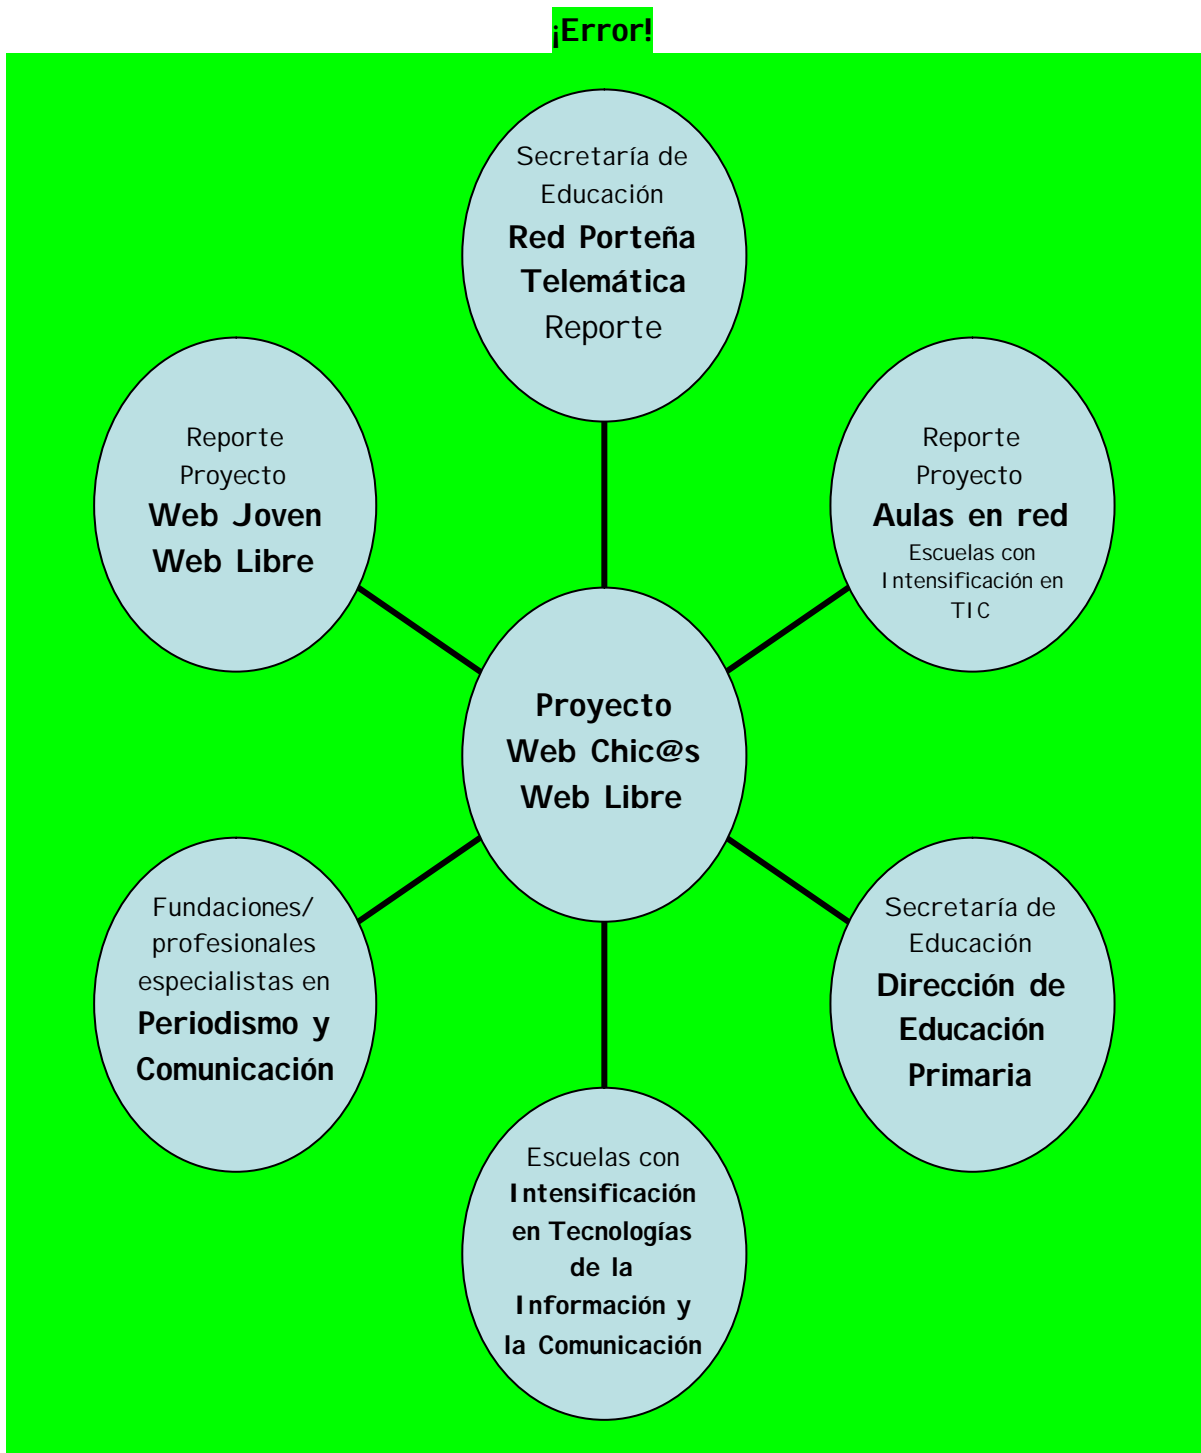 ¡Error!
Secretaría de
Educación
Red Porteña
Telemática
Reporte
Reporte
Proyecto
Web Joven
Web Libre
Reporte
Proyecto
Aulas en red
Escuelas con
Intensificación en
TIC
Proyecto
Web Chic@s
Web Libre
Fundaciones/
profesionales
especialistas en
Periodismo y
Comunicación
Secretaría de
Educación
Dirección de
Educación
Primaria
Escuelas con
Intensificación
en Tecnologías
de la
Información y
la Comunicación